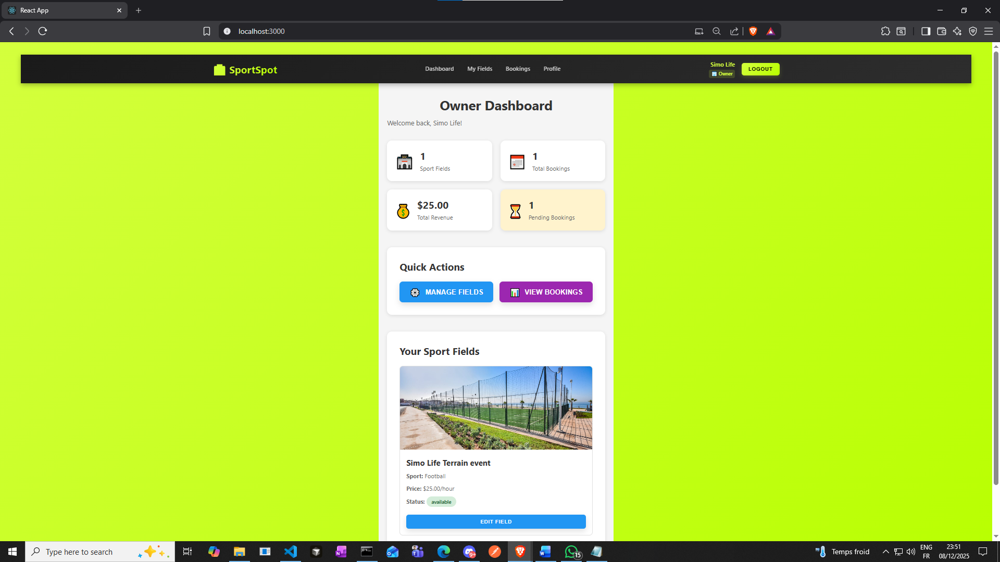 React App
localhost:3000
SportSpot
Dashboard
My Fields
Bookings
Profile
Simo Life
Owner
LOGOUT
Owner Dashboard
Welcome back, Simo Life!
1
Sport Fields
1
Total Bookings
$25.00
Total Revenue
1
Pending Bookings
Quick Actions
MANAGE FIELDS
VIEW BOOKINGS
Your Sport Fields
Simo Life Terrain event
Sport: Football
Price: $25.00/hour
Status: available
EDIT FIELD
Type here to search
9+
15
Temps froid
ENG
FR
23:51
08/12/2025